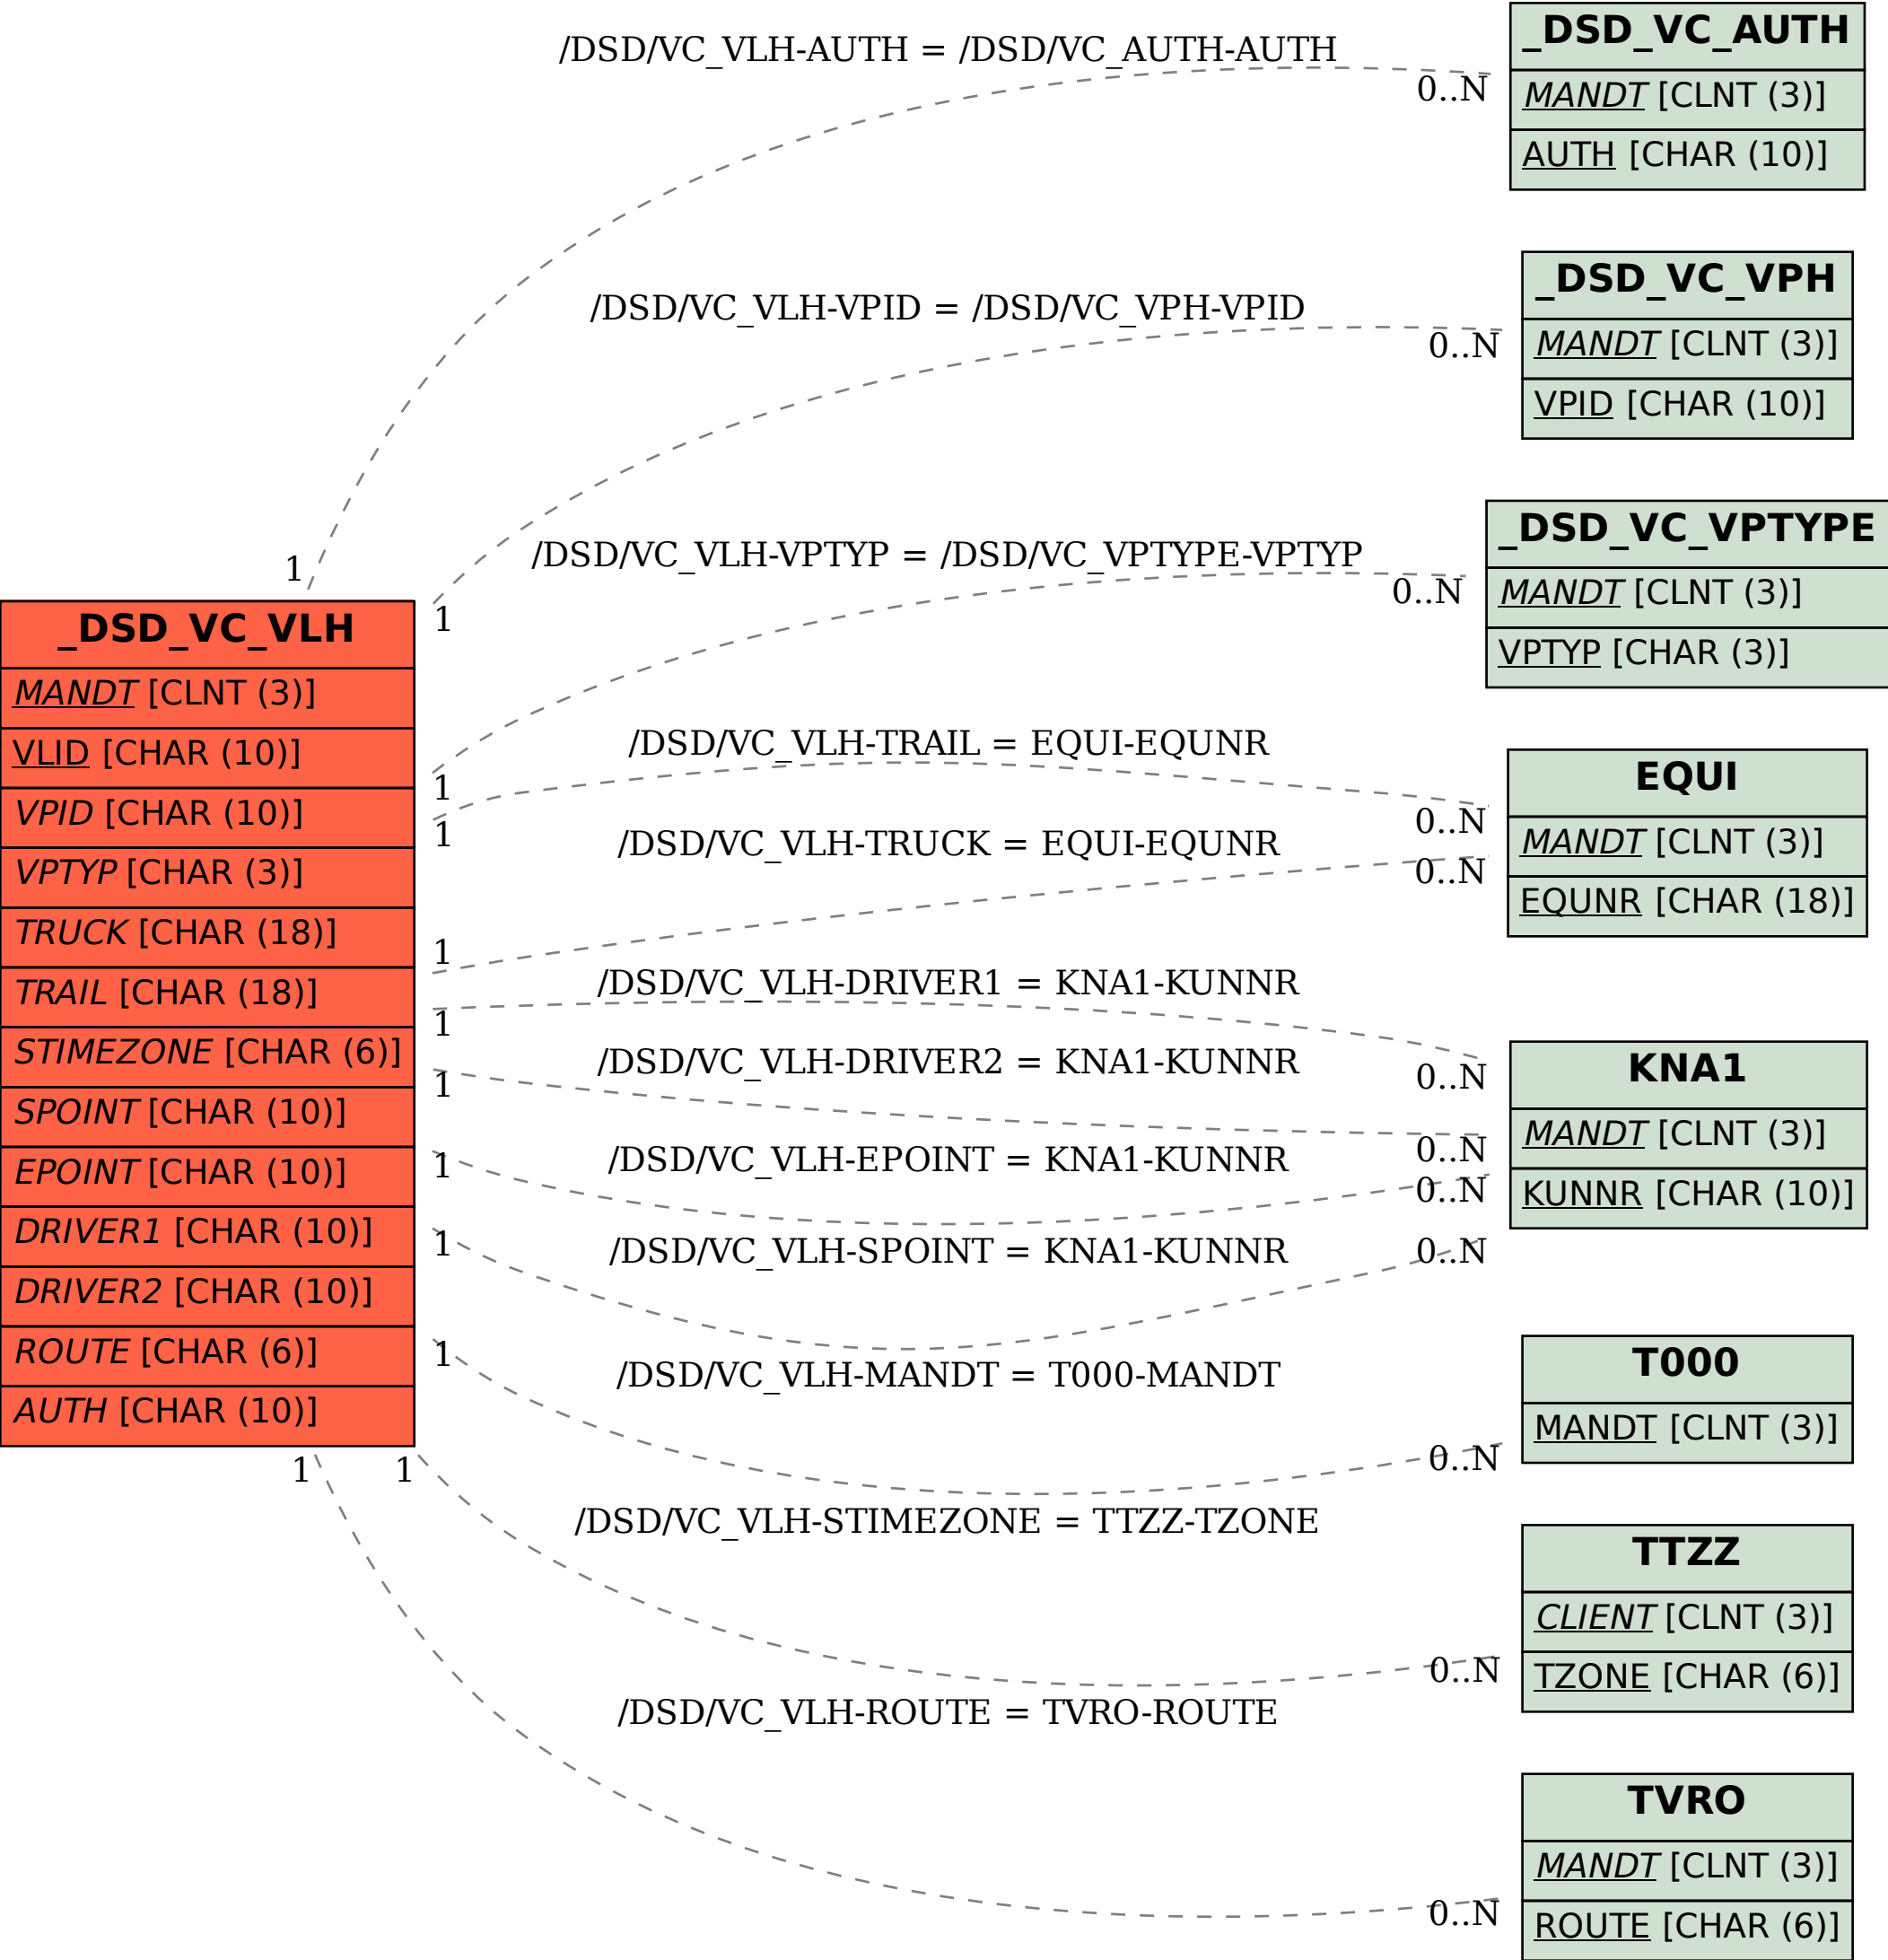 /DSD/VC_VLH-AUTH = /DSD/VC_AUTH-AUTH
0..N
1
_DSD_VC_AUTH
MANDT [CLNT (3)]
AUTH [CHAR (10)]
/DSD/VC_VLH-VPID = /DSD/VC_VPH-VPID
0..N
1
_DSD_VC_VPH
MANDT [CLNT (3)]
VPID [CHAR (10)]
/DSD/VC_VLH-VPTYP = /DSD/VC_VPTYPE-VPTYP
0..N
1
_DSD_VC_VPTYPE
MANDT [CLNT (3)]
VPTYP [CHAR (3)]
_DSD_VC_VLH
MANDT [CLNT (3)]
VLID [CHAR (10)]
VPID [CHAR (10)]
VPTYP [CHAR (3)]
TRUCK [CHAR (18)]
TRAIL [CHAR (18)]
STIMEZONE [CHAR (6)]
SPOINT [CHAR (10)]
EPOINT [CHAR (10)]
DRIVER1 [CHAR (10)]
DRIVER2 [CHAR (10)]
ROUTE [CHAR (6)]
AUTH [CHAR (10)]
/DSD/VC_VLH-TRAIL = EQUI-EQUNR
0..N
1
/DSD/VC_VLH-TRUCK = EQUI-EQUNR
0..N
1
EQUI
MANDT [CLNT (3)]
EQUNR [CHAR (18)]
/DSD/VC_VLH-DRIVER1 = KNA1-KUNNR
0..N
1
/DSD/VC_VLH-DRIVER2 = KNA1-KUNNR
0..N
1
/DSD/VC_VLH-EPOINT = KNA1-KUNNR
0..N
1
/DSD/VC_VLH-SPOINT = KNA1-KUNNR
0..N
1
KNA1
MANDT [CLNT (3)]
KUNNR [CHAR (10)]
/DSD/VC_VLH-MANDT = T000-MANDT
0..N
1
T000
MANDT [CLNT (3)]
/DSD/VC_VLH-STIMEZONE = TTZZ-TZONE
0..N
1
TTZZ
CLIENT [CLNT (3)]
TZONE [CHAR (6)]
/DSD/VC_VLH-ROUTE = TVRO-ROUTE
0..N
1
TVRO
MANDT [CLNT (3)]
ROUTE [CHAR (6)]